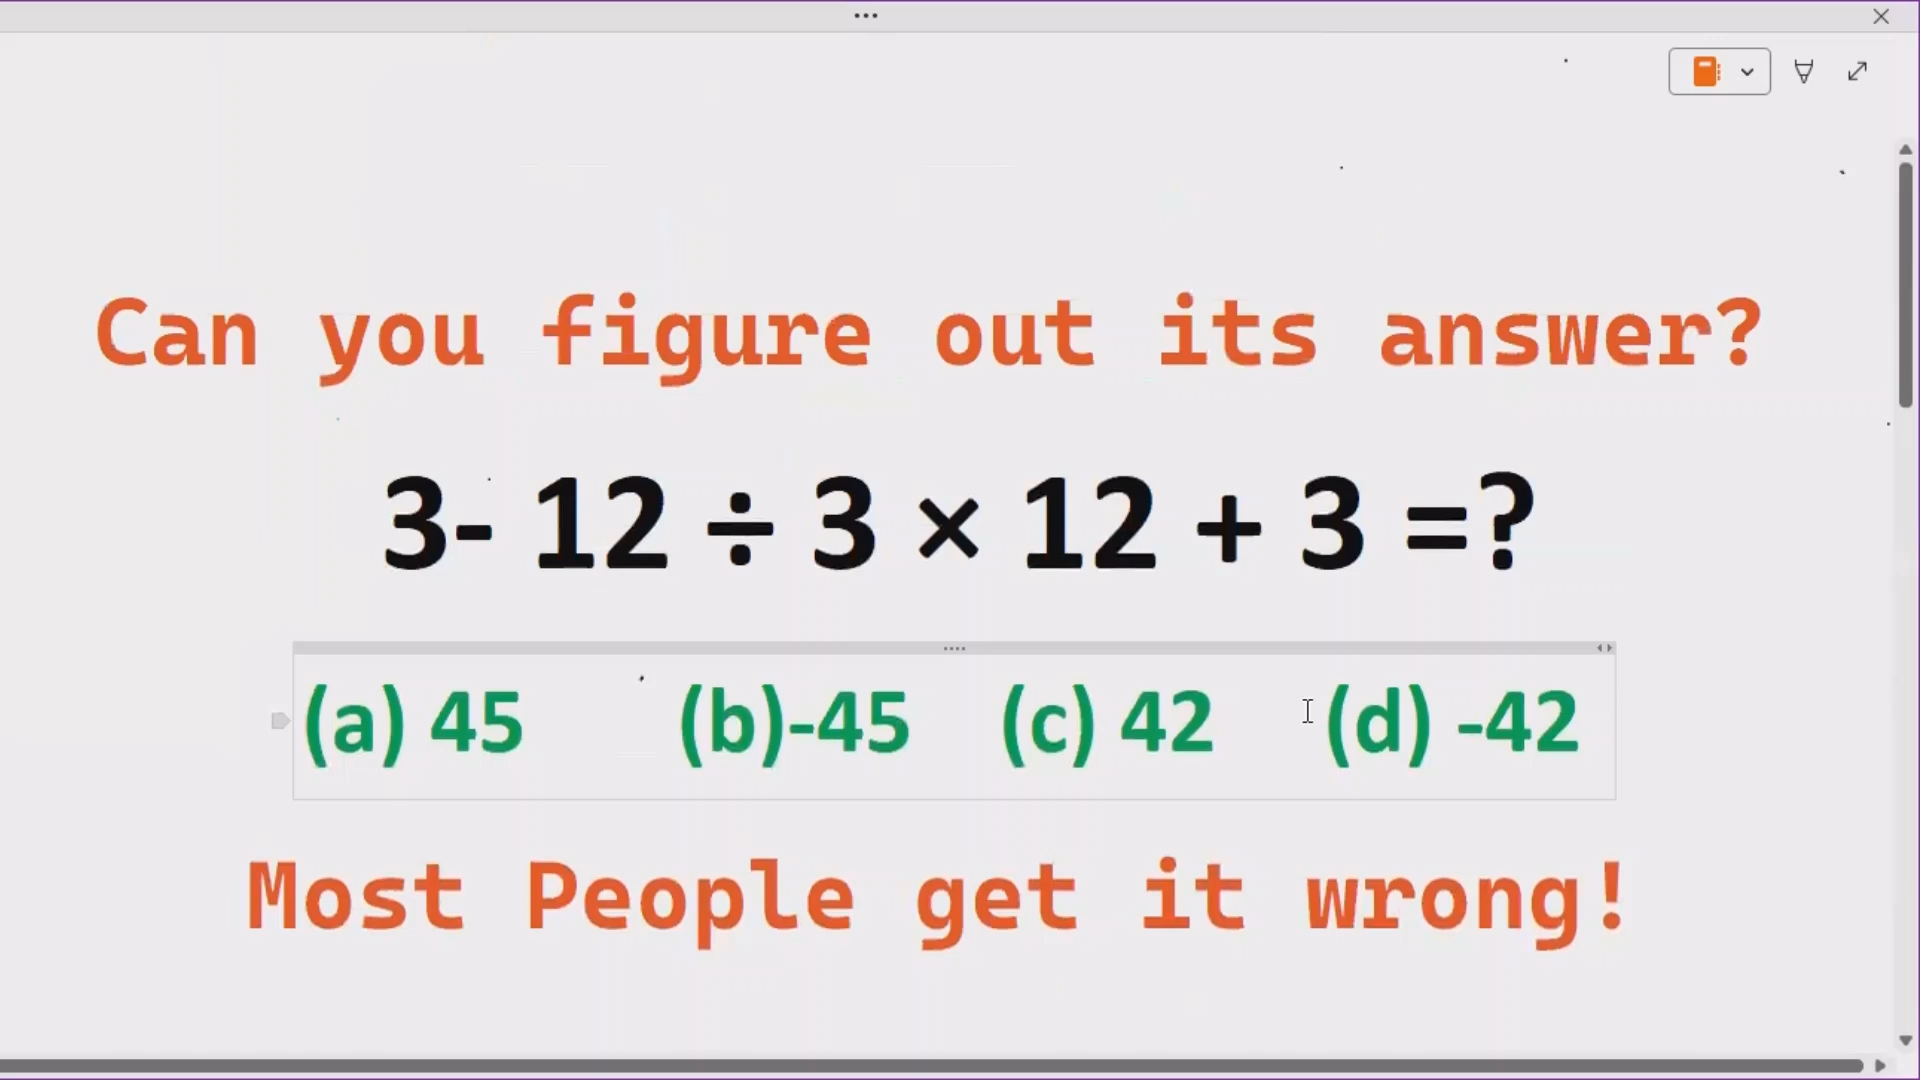 Can you figure out its answer?
3- 12 ÷ 3 × 12 + 3 =?
(a) 45 (b)-45 (c) 42 (d) -42
Most People get it wrong!